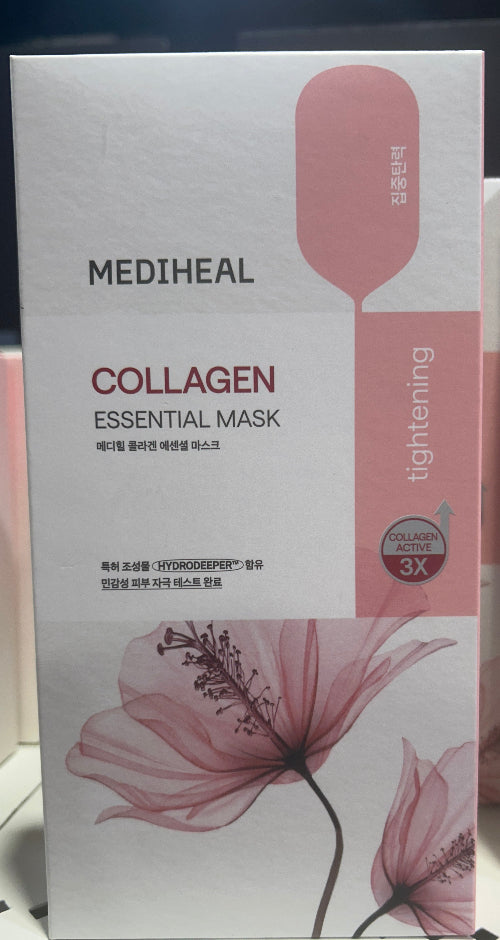 집중탄력
MEDIHEAL
tightening
COLLAGEN
ESSENTIAL MASK
메디힐 콜라겐 에센셜 마스크
COLLAGEN
ACTIVE
3X
특허 조성물 HYDRODEEPER™ 함유
민감성 피부 자극 테스트 완료